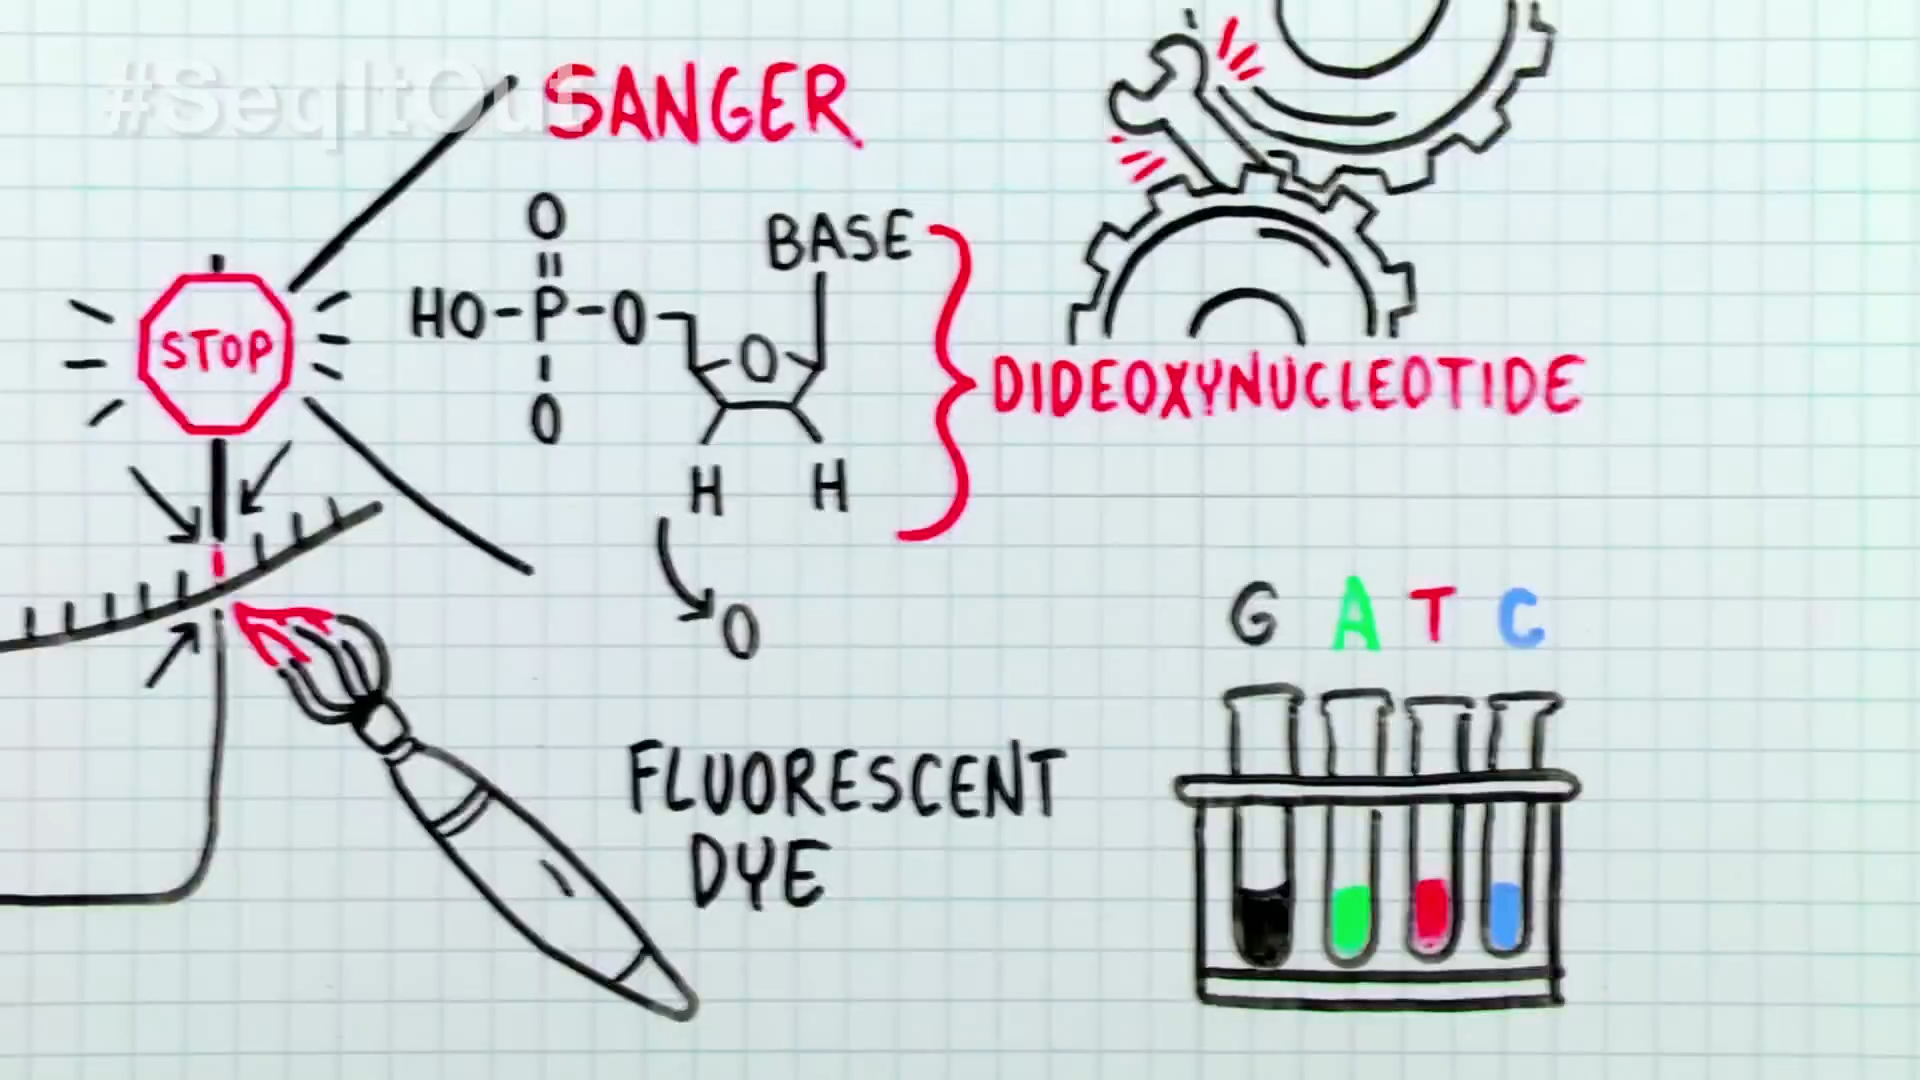 #SeqItOut
SANGER
STOP
O
HO-P-O
O
BASE
O
H H
O
DIDEOXYNUCLEOTIDE
FLUORESCENT
DYE
G A T C